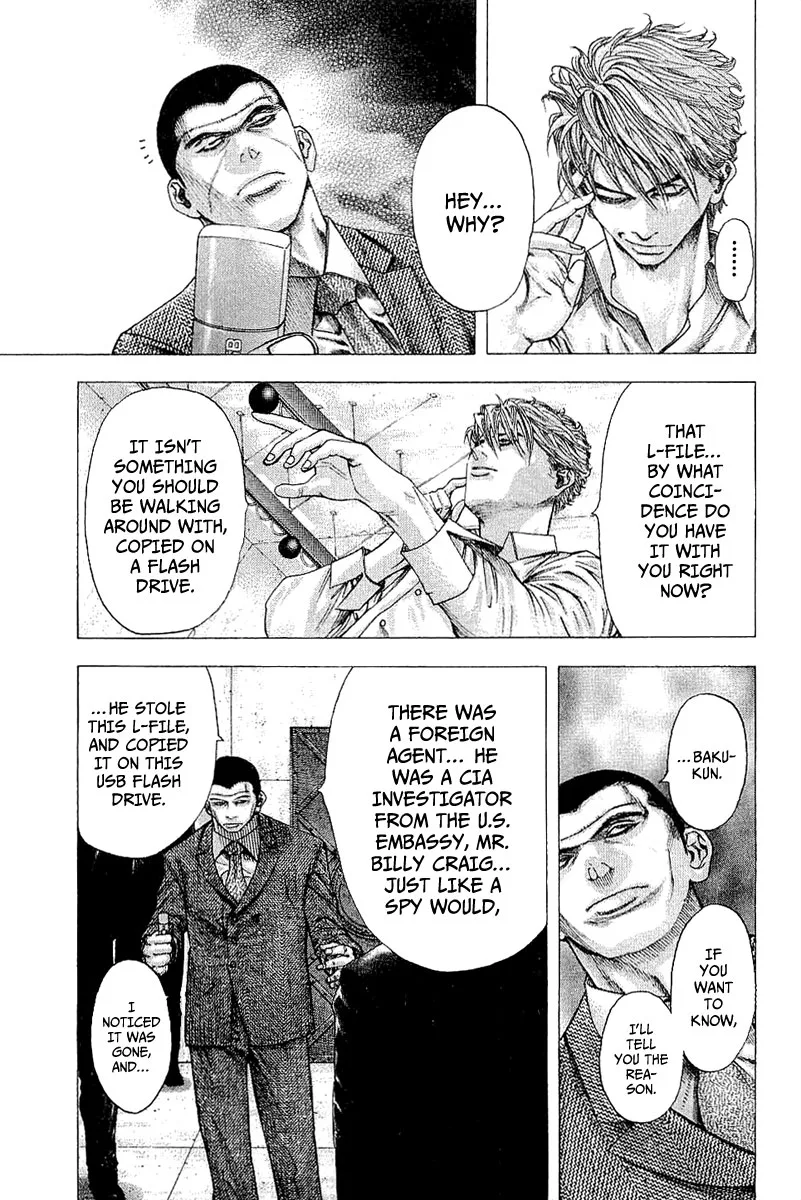 ......
HEY...
WHY?
THAT
L-FILE...
BY WHAT
COINCI-
DENCE DO
YOU HAVE
IT WITH
YOU RIGHT
NOW?
IT ISN'T
SOMETHING
YOU SHOULD
BE WALKING
AROUND WITH,
COPIED ON
A FLASH
DRIVE.
...BAKU-
KUN.
IF YOU
WANT
TO
KNOW,
I'LL
TELL
YOU THE
REA-
SON.
THERE WAS
A FOREIGN
AGENT... HE
WAS A CIA
INVESTIGATOR
FROM THE U.S.
EMBASSY, MR.
BILLY CRAIG...
JUST LIKE A
SPY WOULD,
...HE STOLE
THIS L-FILE,
AND COPIED
IT ON THIS
USB FLASH
DRIVE.
I
NOTICED
IT WAS
GONE,
AND...